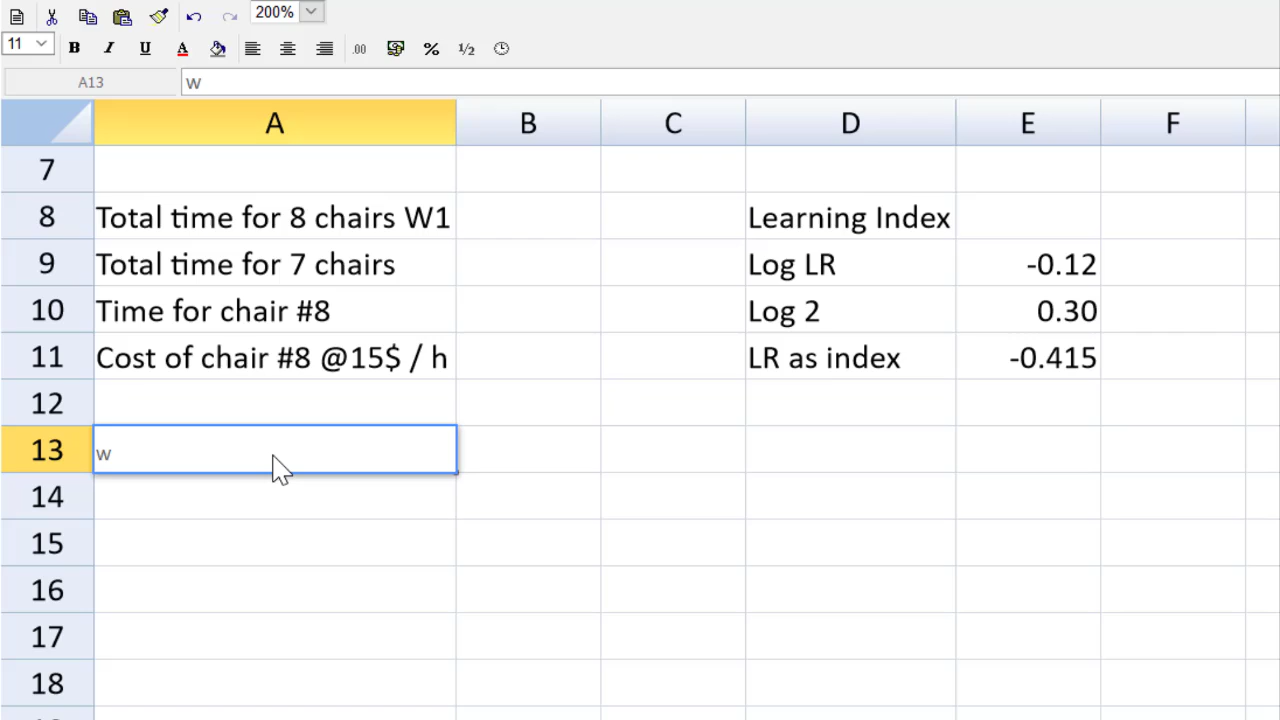 200%
11
B I U A .00 % 1/2
A13 w
A B C D E F
7
8 Total time for 8 chairs W1 Learning Index
9 Total time for 7 chairs Log LR -0.12
10 Time for chair #8 Log 2 0.30
11 Cost of chair #8 @15$ / h LR as index -0.415
12
13 w
14
15
16
17
18